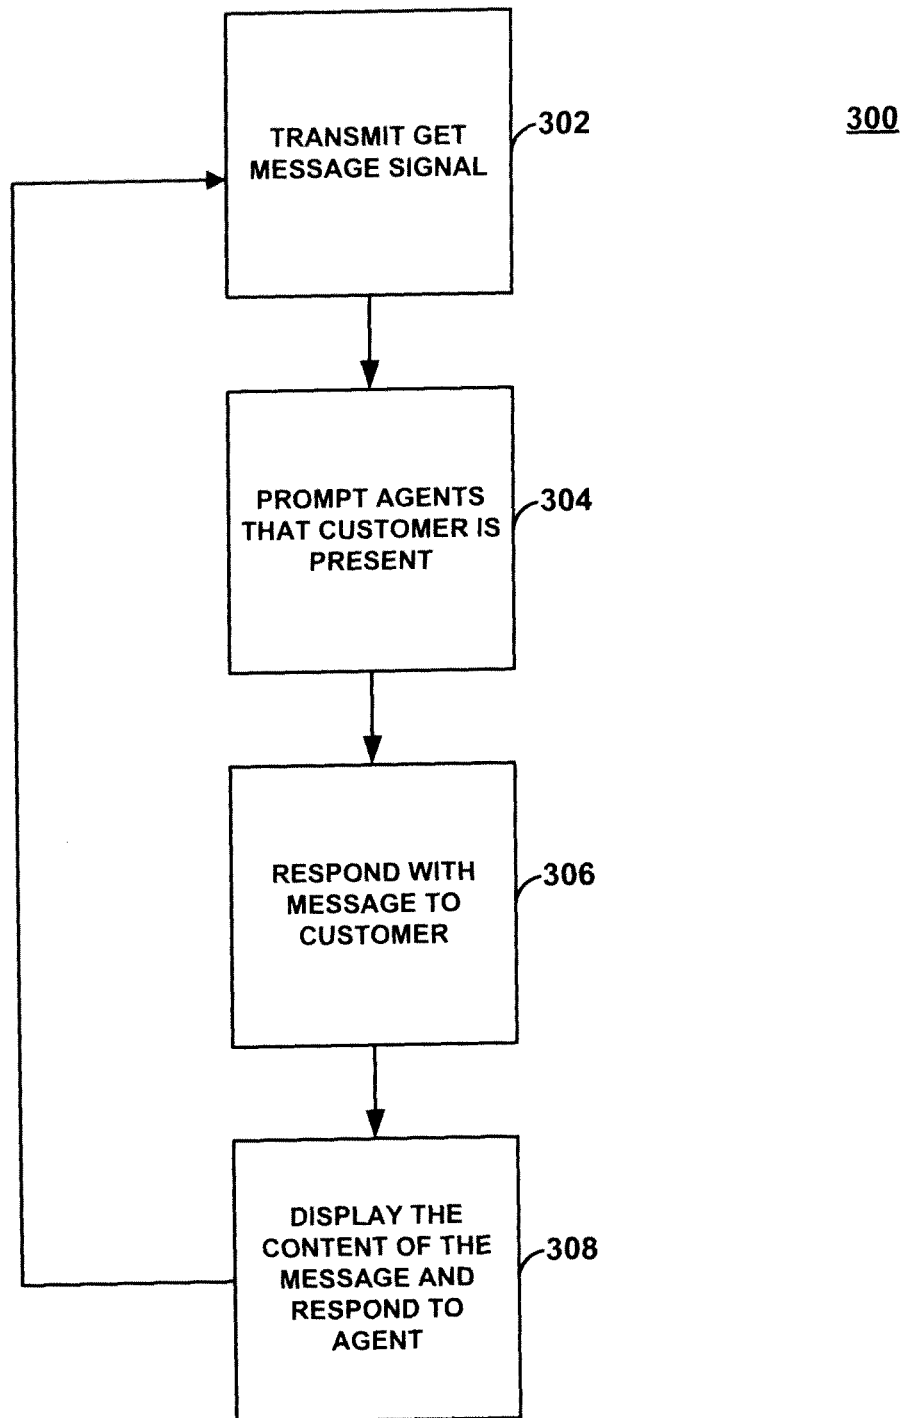 TRANSMIT GET
MESSAGE SIGNAL
302
300
PROMPT AGENTS
THAT CUSTOMER IS
PRESENT
304
RESPOND WITH
MESSAGE TO
CUSTOMER
306
DISPLAY THE
CONTENT OF THE
MESSAGE AND
RESPOND TO
AGENT
308